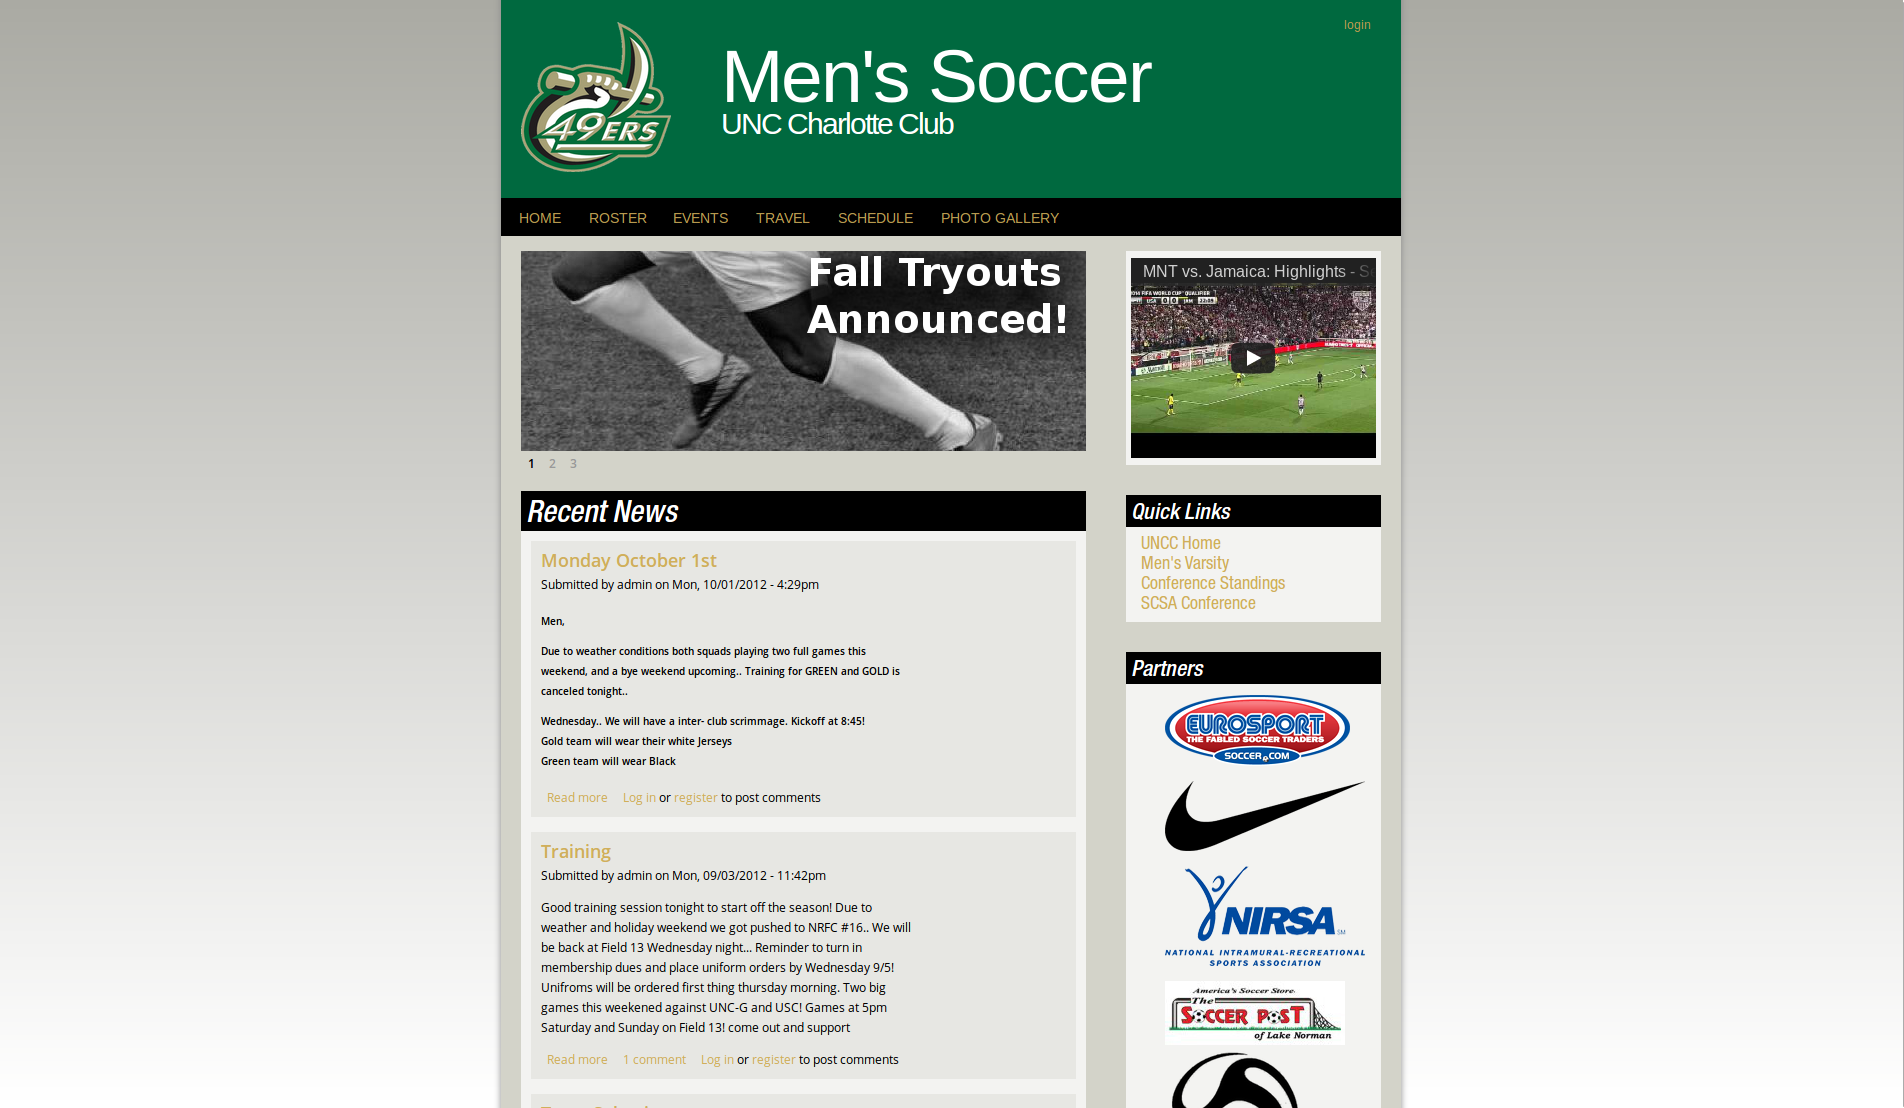 login
49ERS
Men's Soccer
UNC Charlotte Club
HOME ROSTER EVENTS TRAVEL SCHEDULE PHOTO GALLERY
Fall Tryouts
Announced!
1 2 3
MNT vs. Jamaica: Highlights - S
2014 FIFA WORLD CUP QUALIFIER
USA 0 0 JAM
Recent News
Monday October 1st
Submitted by admin on Mon, 10/01/2012 - 4:29pm
Men,
Due to weather conditions both squads playing two full games this
weekend, and a bye weekend upcoming.. Training for GREEN and GOLD is
canceled tonight..
Wednesday.. We will have a inter- club scrimmage. Kickoff at 8:45!
Gold team will wear their white Jerseys
Green team will wear Black
Read more Log in or register to post comments
Training
Submitted by admin on Mon, 09/03/2012 - 11:42pm
Good training session tonight to start off the season! Due to
weather and holiday weekend we got pushed to NRFC #16.. We will
be back at Field 13 Wednesday night... Reminder to turn in
membership dues and place uniform orders by Wednesday 9/5!
Unifroms will be ordered first thing thursday morning. Two big
games this weekened against UNC-G and USC! Games at 5pm
Saturday and Sunday on Field 13! come out and support
Read more 1 comment Log in or register to post comments
Quick Links
UNCC Home
Men's Varsity
Conference Standings
SCSA Conference
Partners
EUROSPORT
THE FABLED SOCCER TRADERS
SOCCER.COM
NIRSA SM
NATIONAL INTRAMURAL-RECREATIONAL
SPORTS ASSOCIATION
America's Soccer Store
The
SOCCER POST
of Lake Norman